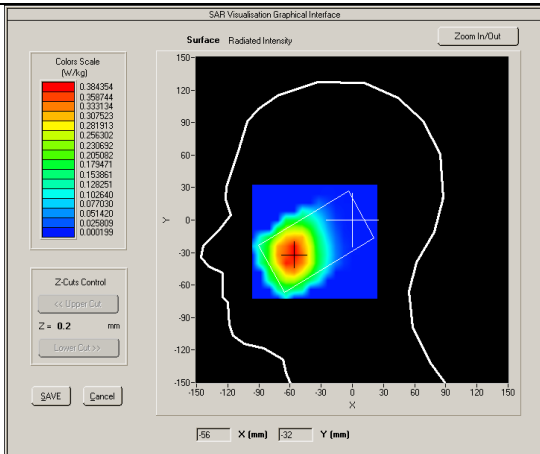 SAR Visualisation Graphical Interface
Surface Radiated Intensity
Zoom In/Out
Colors Scale
(W/kg)
0.384354
0.358744
0.333134
0.307523
0.281913
0.256302
0.230692
0.205082
0.179471
0.153861
0.128251
0.102640
0.077030
0.051420
0.025809
0.000199
Z-Cuts Control
<< Upper Cut
Z = 0.2 mm
Lower Cut >>
SAVE Cancel
150
120
90
60
30
0
-30
-60
-90
-120
-150
Y
-150 -120 -90 -60 -30 0 30 60 90 120 150
X
-56 X (mm) -32 Y (mm)